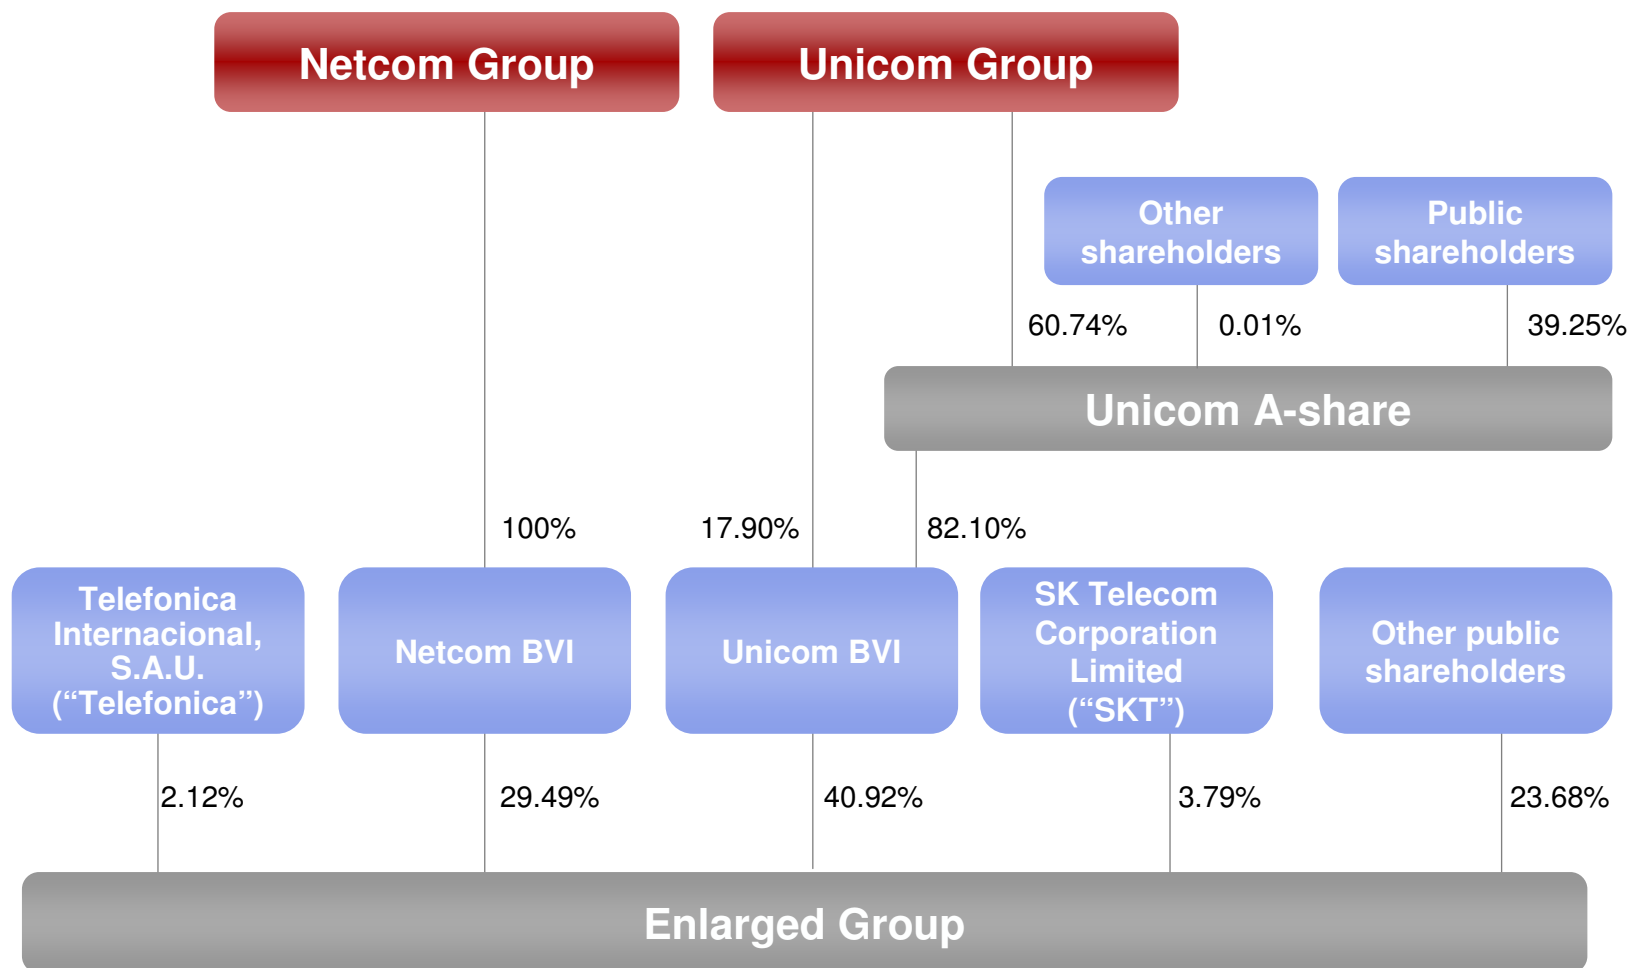 Netcom Group
Unicom Group
Other
shareholders
Public
shareholders
60.74%
0.01%
39.25%
Unicom A-share
100%
17.90%
82.10%
Telefonica
Internacional,
S.A.U.
(“Telefonica”)
Netcom BVI
Unicom BVI
SK Telecom
Corporation
Limited
(“SKT”)
Other public
shareholders
2.12%
29.49%
40.92%
3.79%
23.68%
Enlarged Group